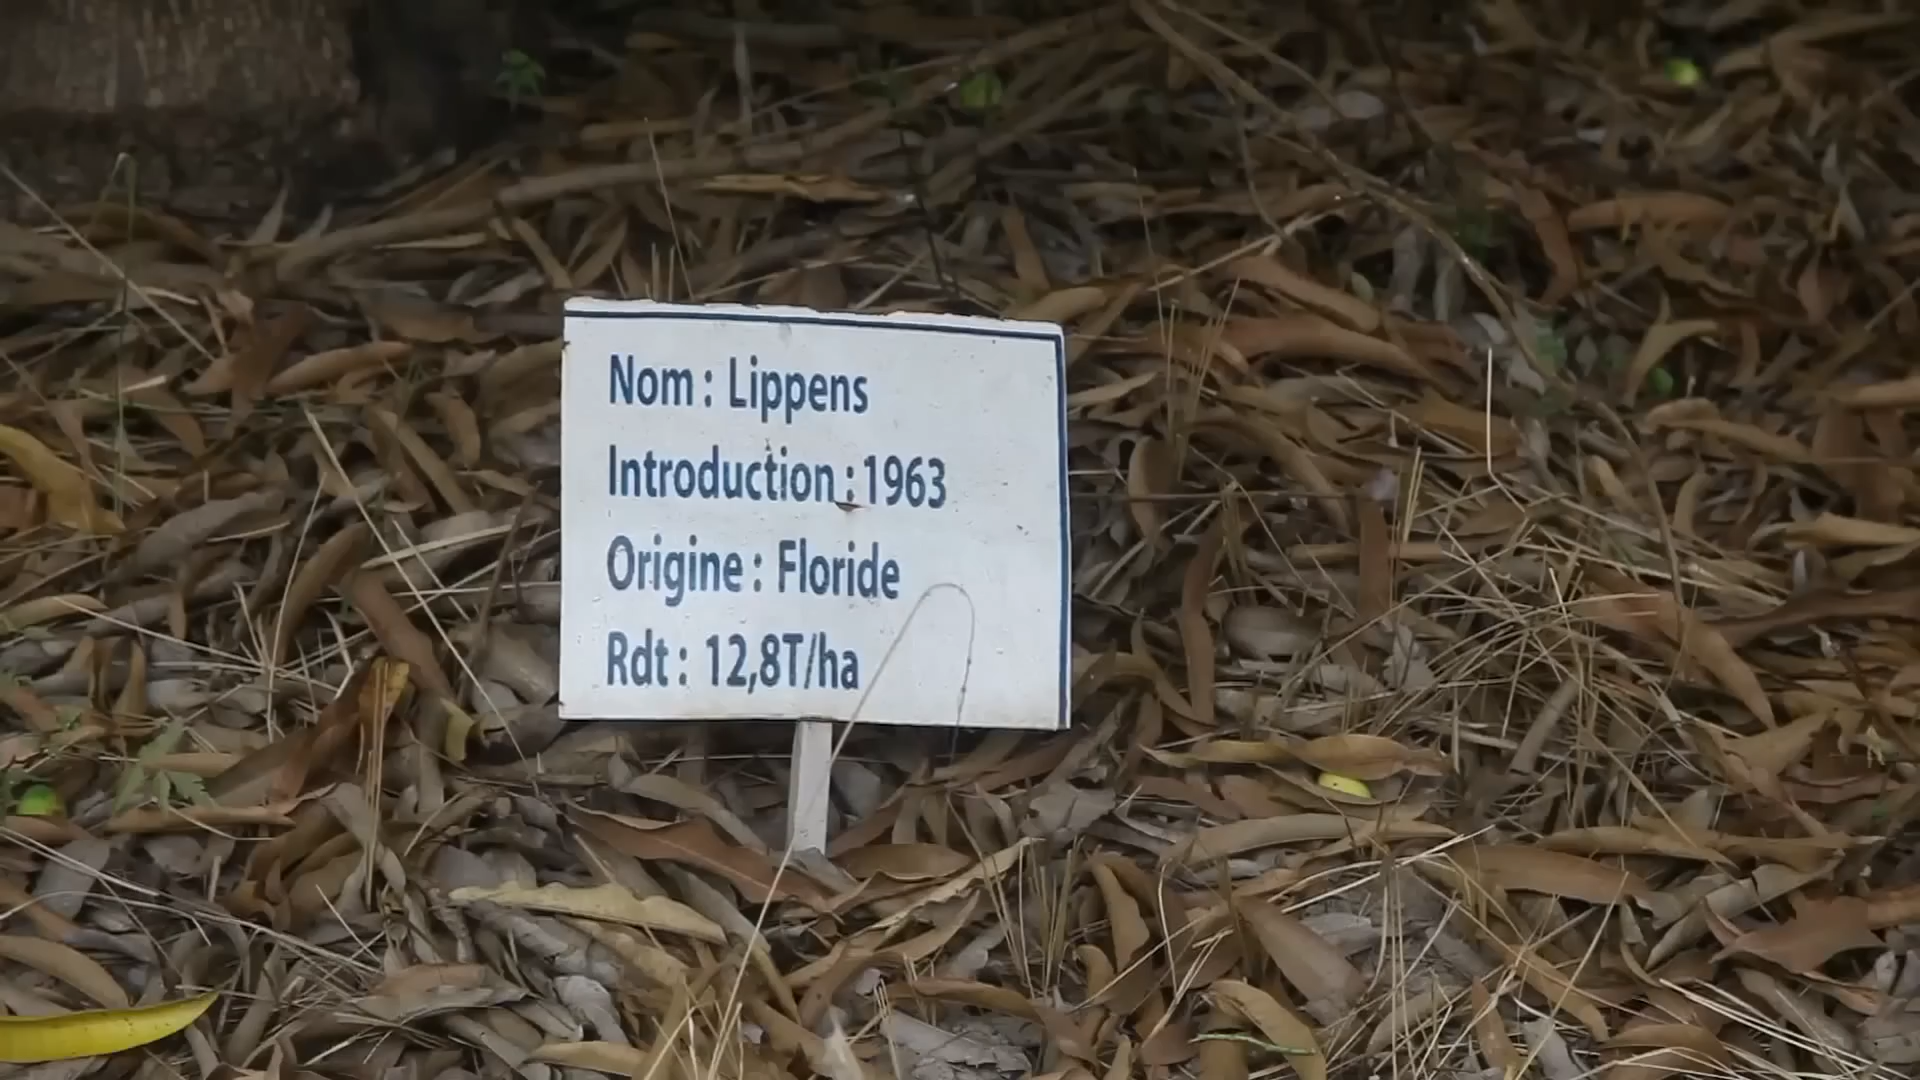 Nom : Lippens
Introduction : 1963
Origine : Floride
Rdt : 12,8T/ha